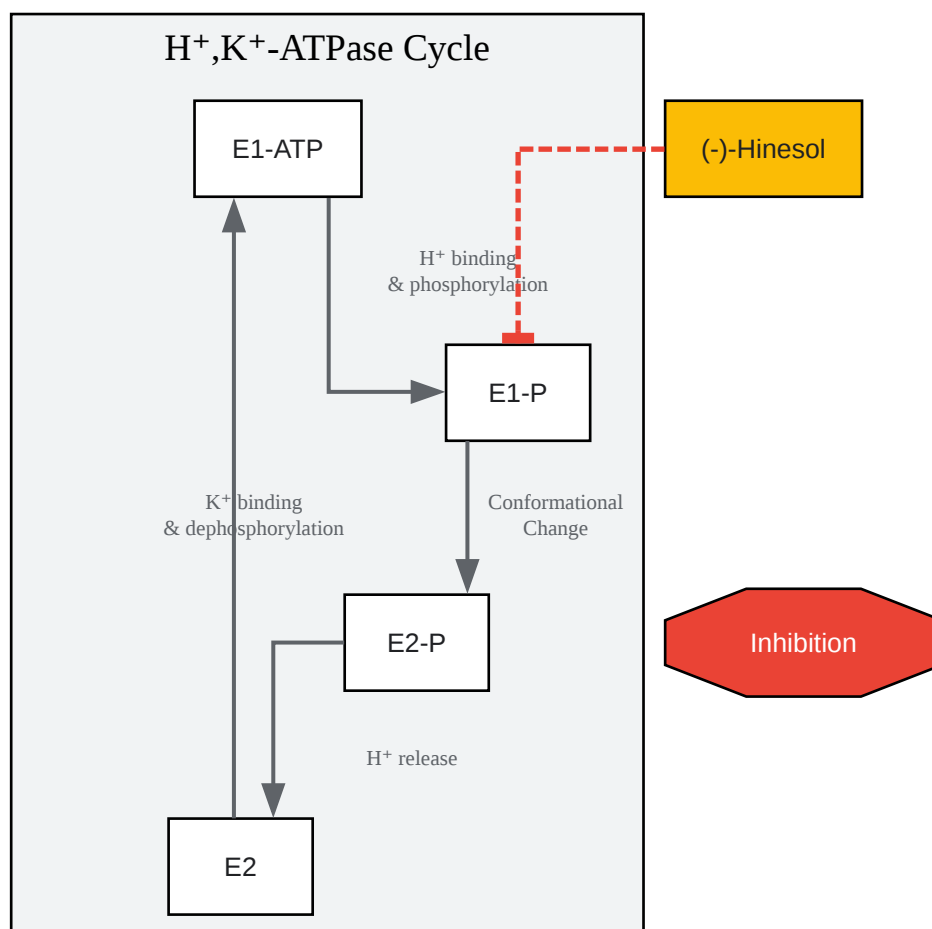 H⁺,K⁺-ATPase Cycle
E1-ATP
(-)-Hinesol
H⁺ binding
& phosphorylation
E1-P
K⁺ binding
& dephosphorylation
Conformational
Change
E2-P
Inhibition
H⁺ release
E2